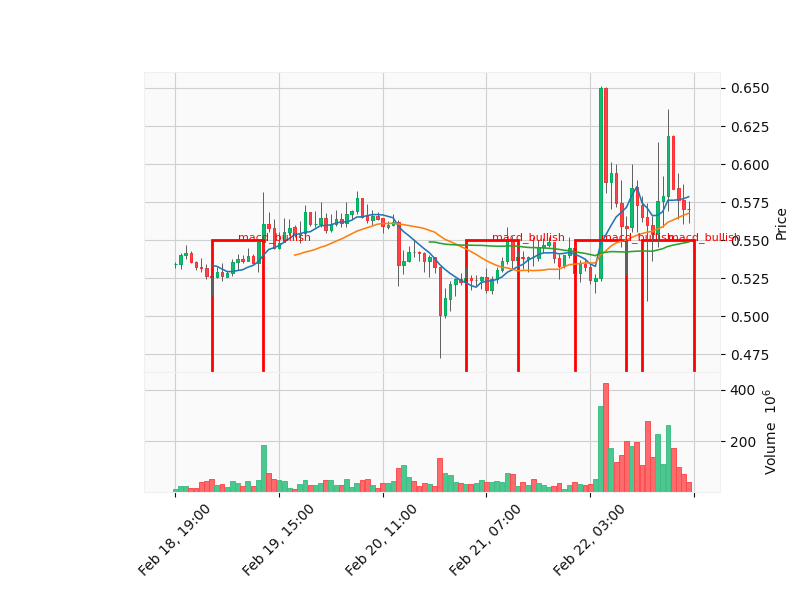 0.650
0.625
0.600
0.575
0.550
0.525
0.500
0.475
Price
macd_bullish
macd_bullish
macd_bullish
macd_bullish
400
200
Volume 10^6
Feb 18, 19:00
Feb 19, 15:00
Feb 20, 11:00
Feb 21, 07:00
Feb 22, 03:00